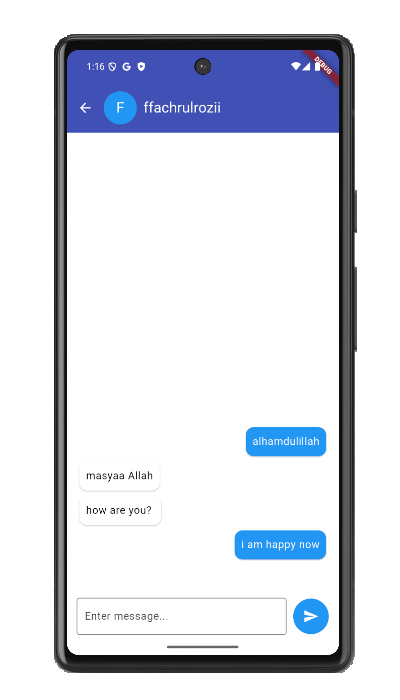 1:16
DEBUG
F
ffachrulrozii
alhamdulillah
masyaa Allah
how are you?
i am happy now
Enter message...